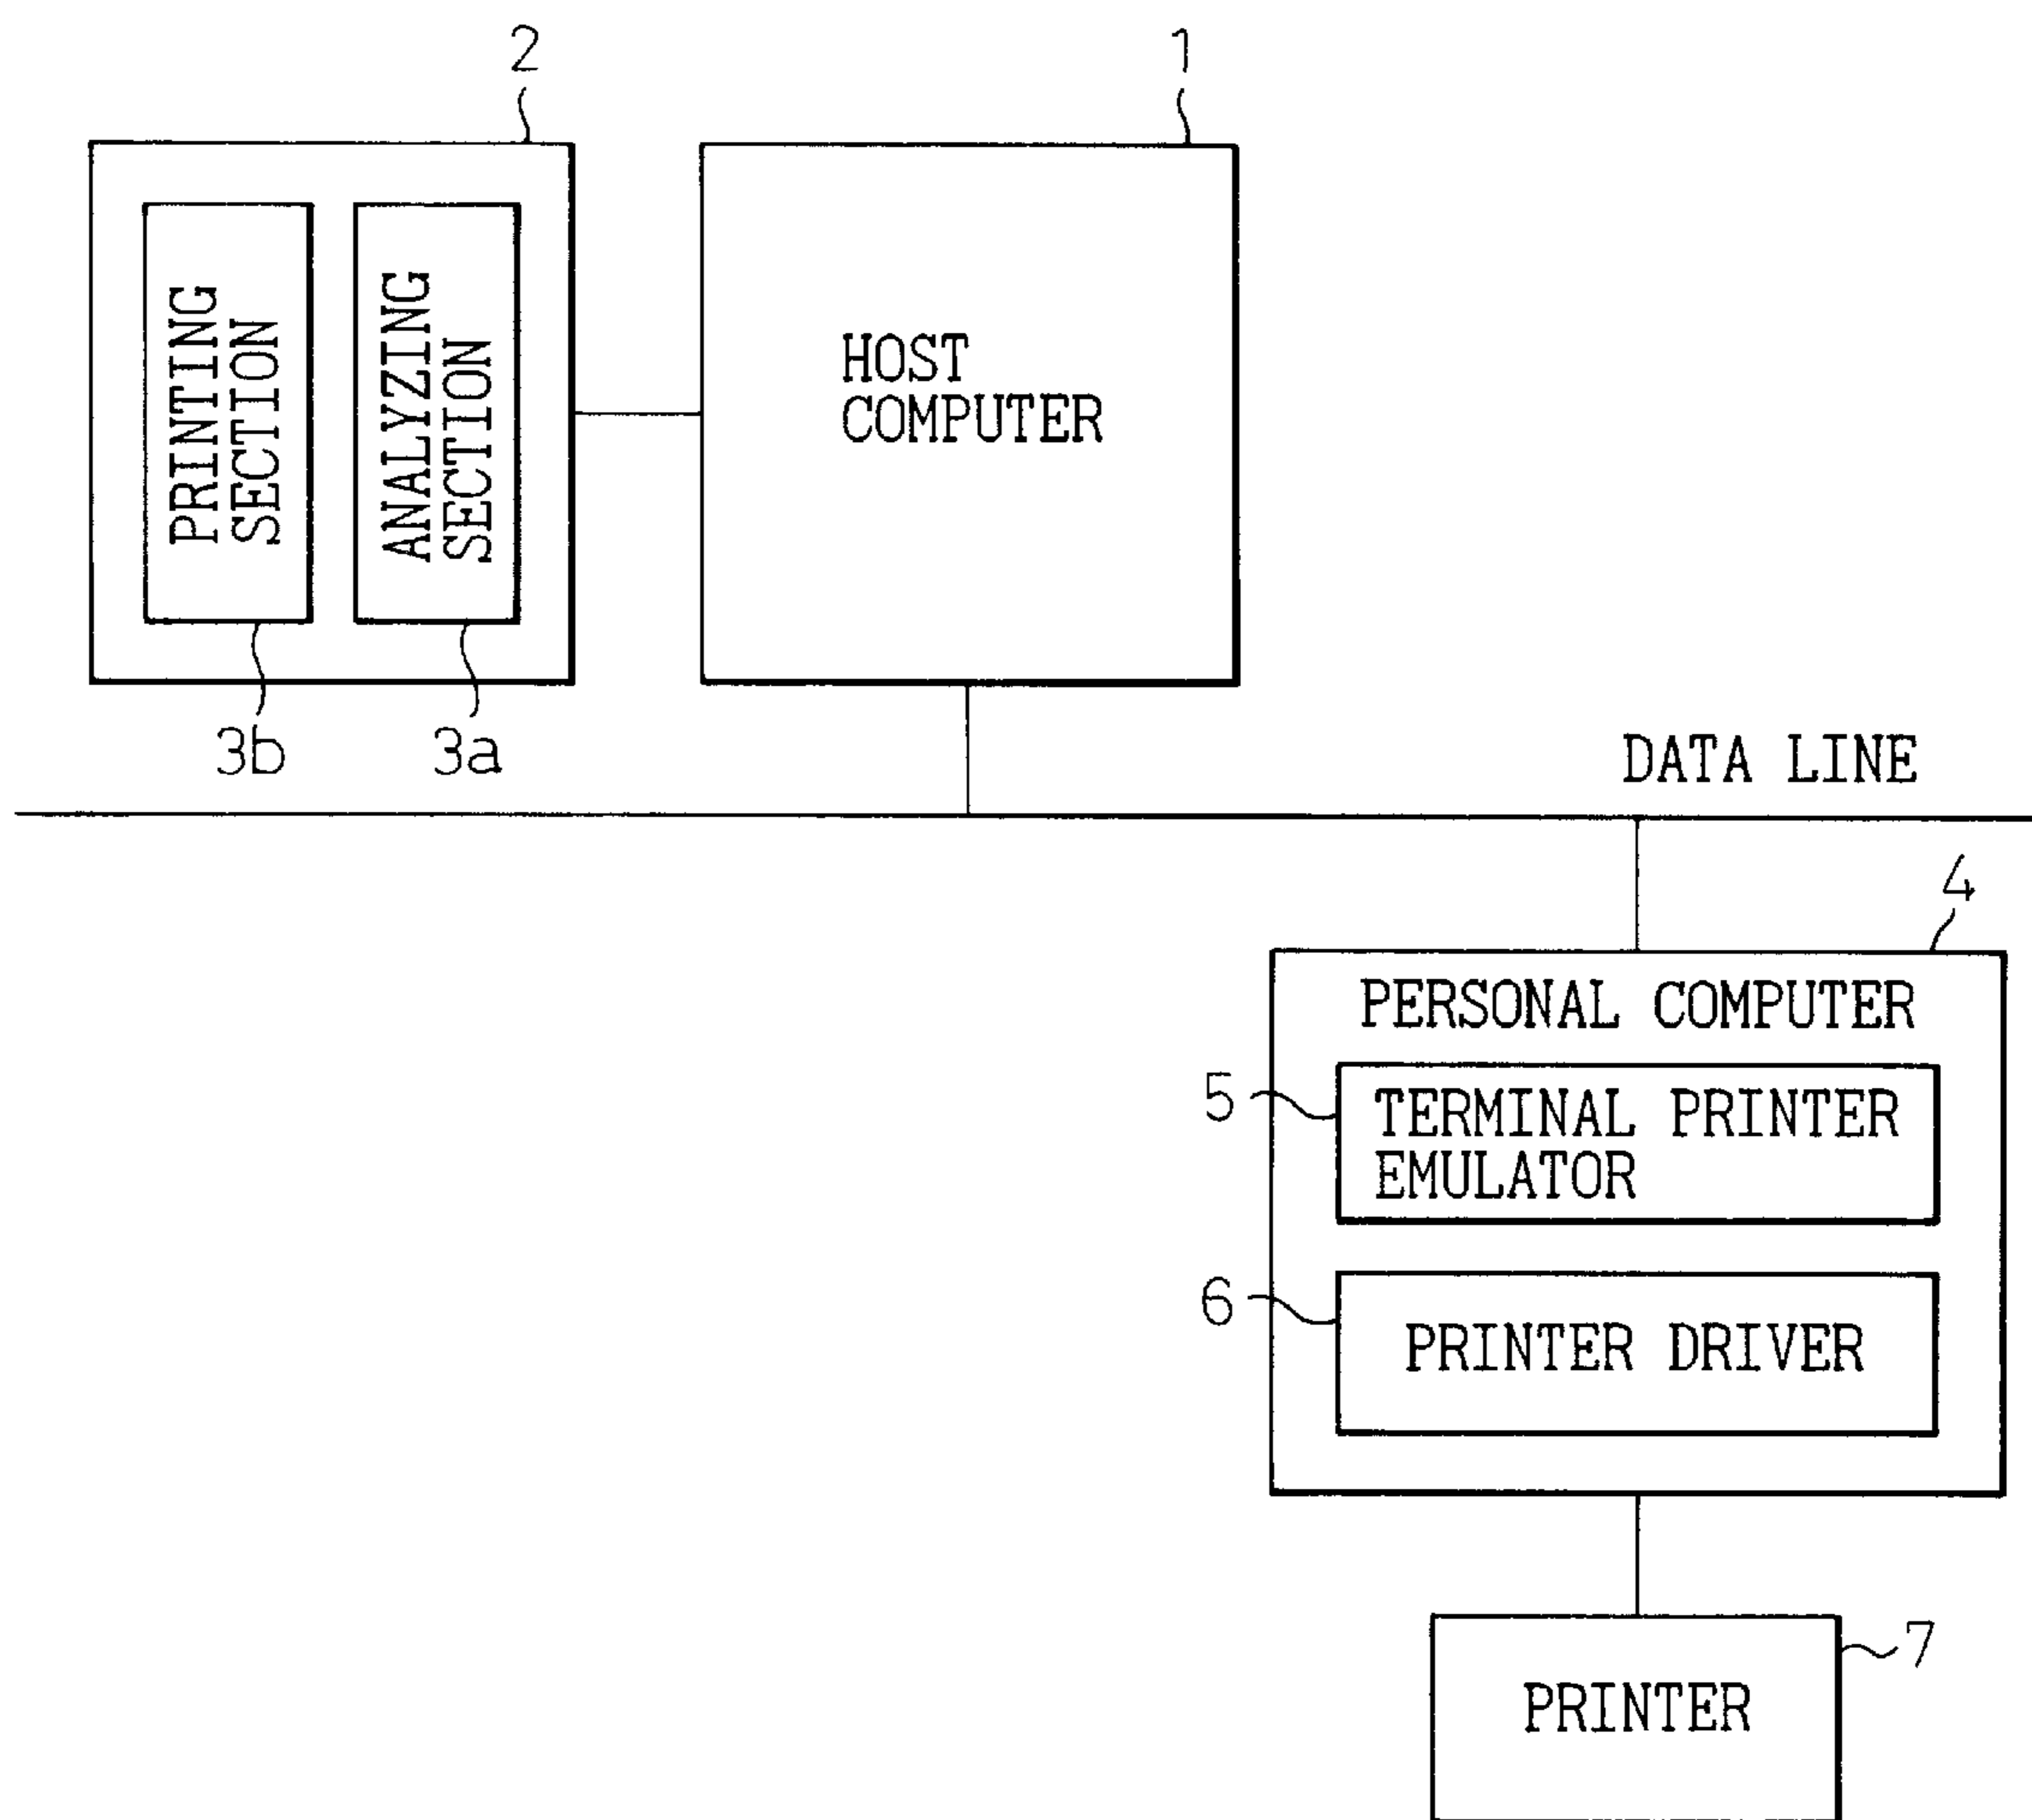 2
1
PRINTING
SECTION
ANALYZING
SECTION
HOST
COMPUTER
3b
3a
DATA LINE
4
PERSONAL COMPUTER
5
TERMINAL PRINTER
EMULATOR
6
PRINTER DRIVER
7
PRINTER